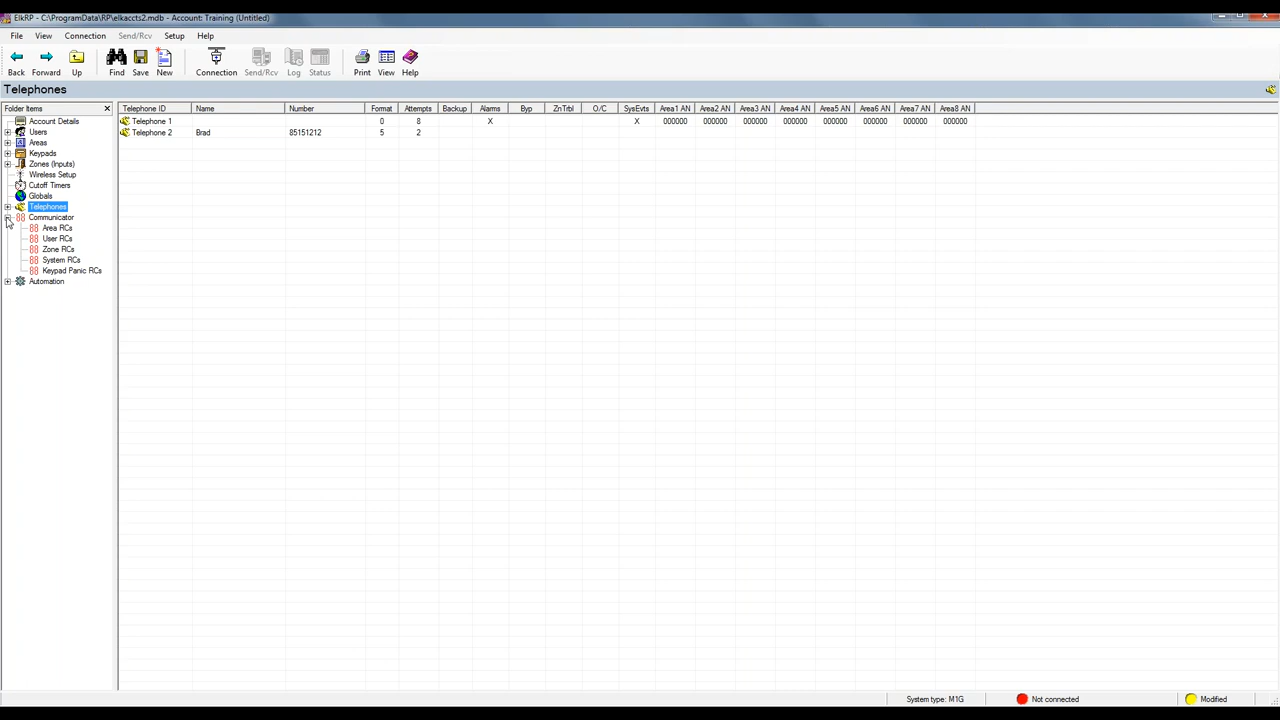 ElkRP - C:\ProgramData\RP\elkaccts2.mdb - Account: Training (Untitled)
File View Connection Send/Rcv Setup Help
Back Forward Up Find Save New Connection Send/Rcv Log Status Print View Help
Telephones
Folder Items
Account Details
Users
Areas
Keypads
Zones (Inputs)
Wireless Setup
Cutoff Timers
Globals
Telephones
Communicator
Area RCs
User RCs
Zone RCs
System RCs
Keypad Panic RCs
Automation
Telephone ID Name Number Format Attempts Backup Alarms Byp ZnTrbl O/C SysEvts Area1 AN Area2 AN Area3 AN Area4 AN Area5 AN Area6 AN Area7 AN Area8 AN
Telephone 1 0 8 X X 000000 000000 000000 000000 000000 000000 000000 000000
Telephone 2 Brad 85151212 5 2
System type: M1G Not connected Modified